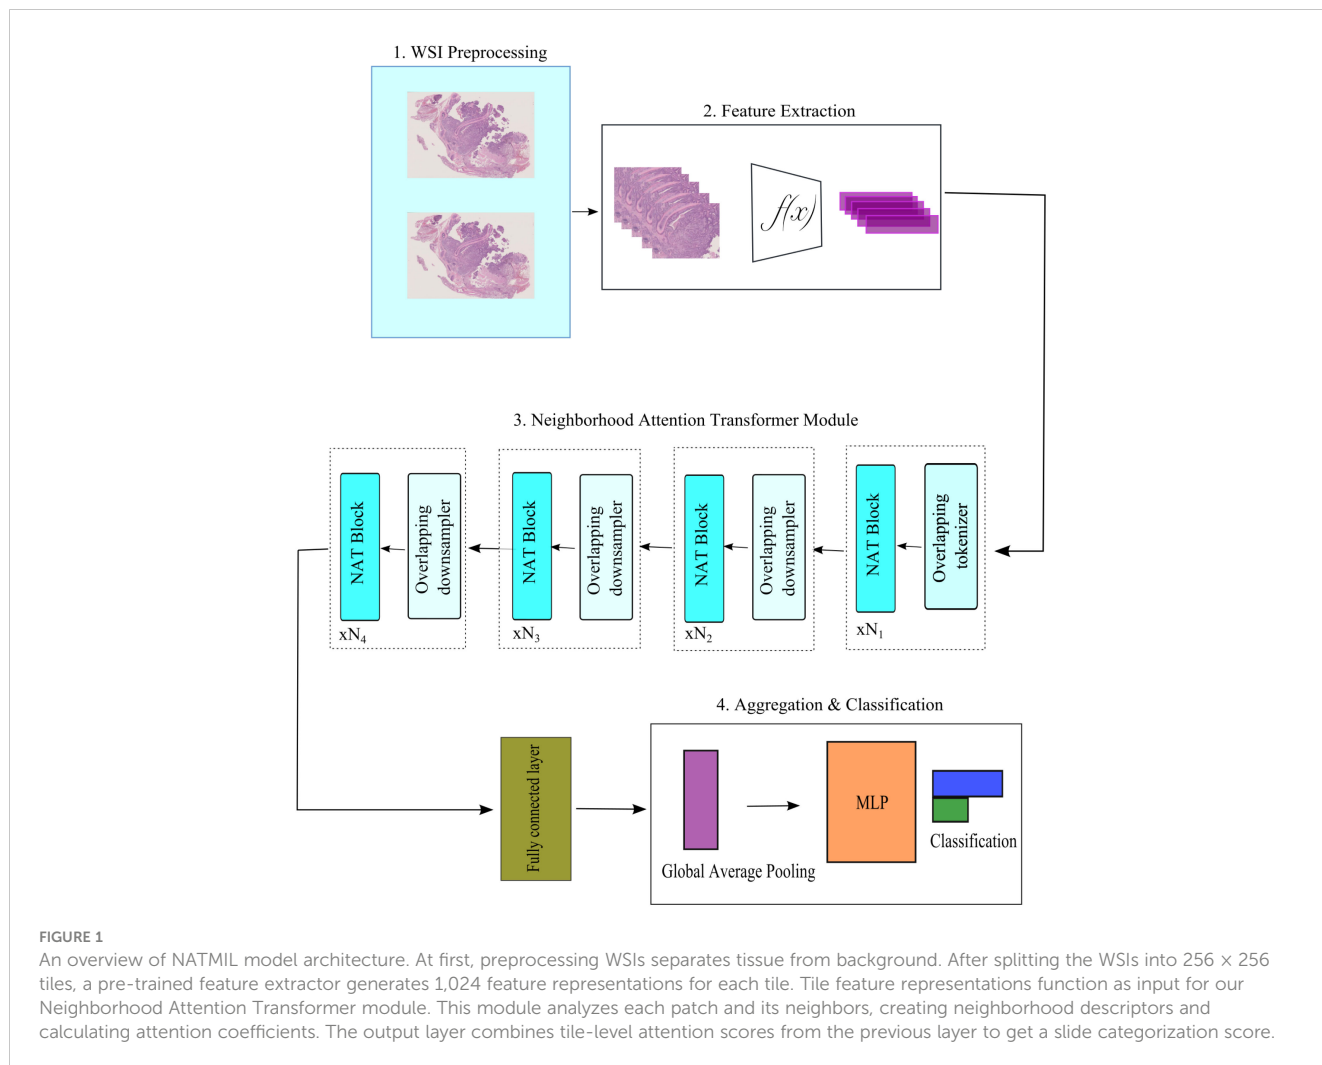 1. WSI Preprocessing
2. Feature Extraction
f(x)
3. Neighborhood Attention Transformer Module
NAT Block
xN4
Overlapping
downsampler
NAT Block
xN3
Overlapping
downsampler
NAT Block
xN2
Overlapping
downsampler
NAT Block
xN1
Overlapping
tokenizer
Fully connected layer
4. Aggregation & Classification
Global Average Pooling
MLP
Classification
FIGURE 1
An overview of NATMIL model architecture. At first, preprocessing WSIs separates tissue from background. After splitting the WSIs into 256 × 256
tiles, a pre-trained feature extractor generates 1,024 feature representations for each tile. Tile feature representations function as input for our
Neighborhood Attention Transformer module. This module analyzes each patch and its neighbors, creating neighborhood descriptors and
calculating attention coefficients. The output layer combines tile-level attention scores from the previous layer to get a slide categorization score.